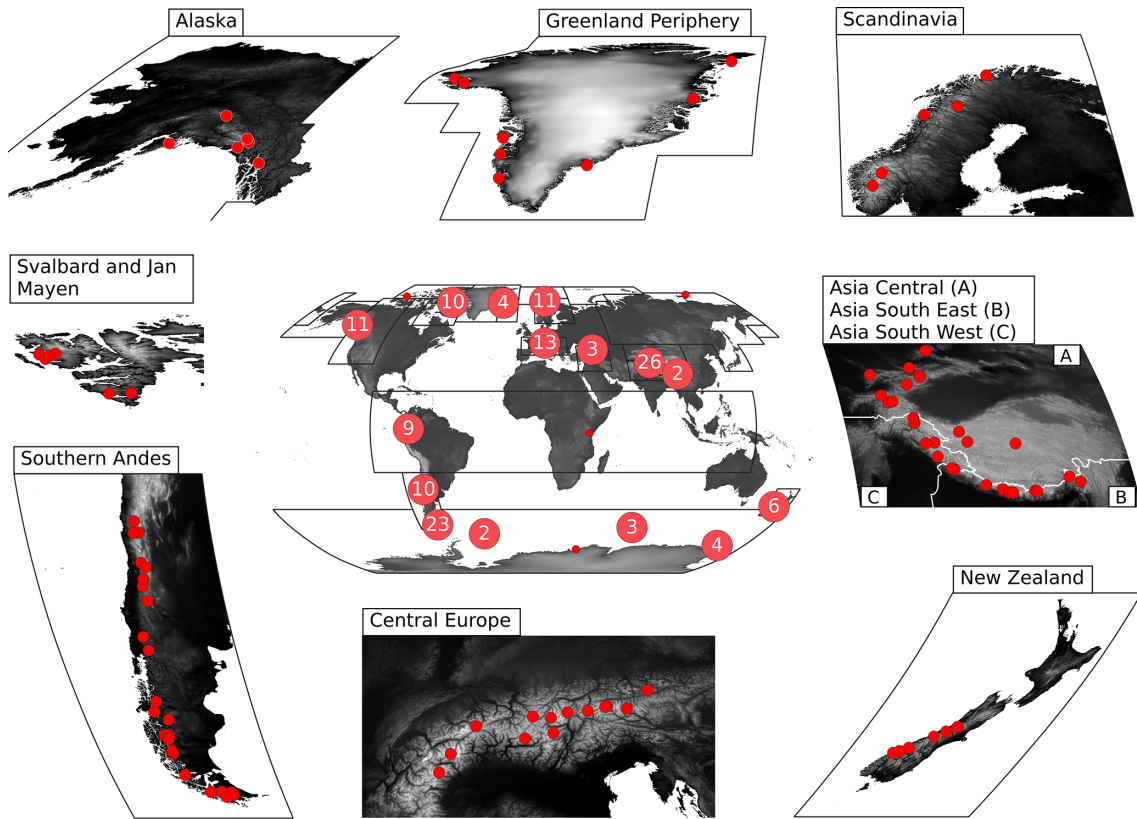 Alaska
Greenland Periphery
Scandinavia
Svalbard and Jan
Mayen
10
4
11
11
13
3
26
2
9
10
23
2
3
4
6
Asia Central (A)
Asia South East (B)
Asia South West (C)
A
C
B
Southern Andes
Central Europe
New Zealand